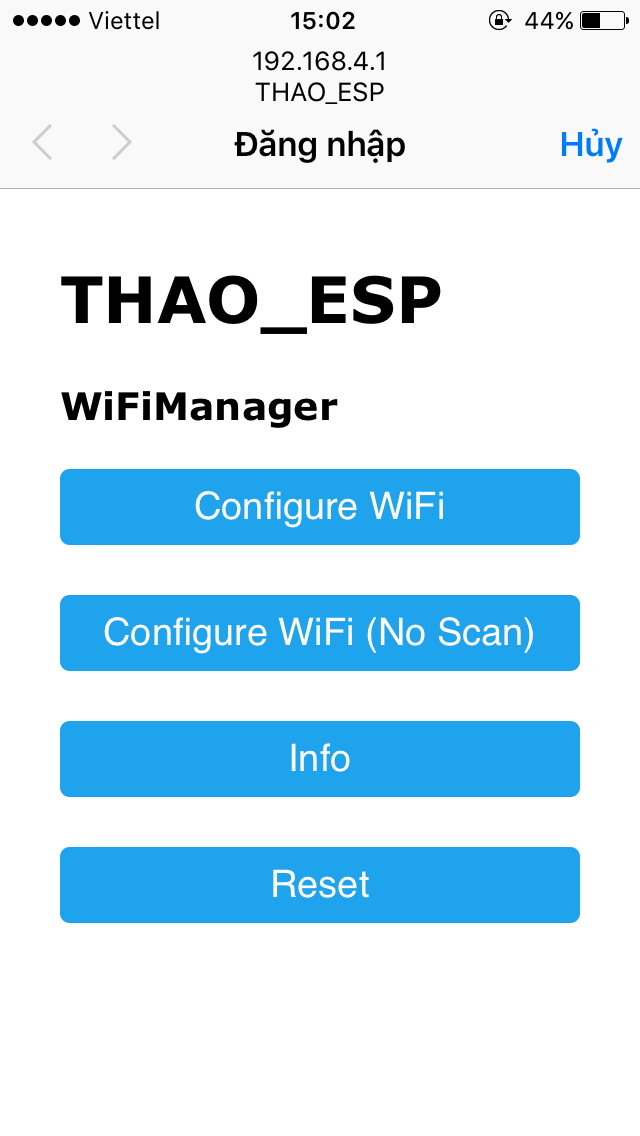 Viettel 15:02 44%
192.168.4.1
THAO_ESP
Đăng nhập Hủy
THAO_ESP
WiFiManager
Configure WiFi
Configure WiFi (No Scan)
Info
Reset